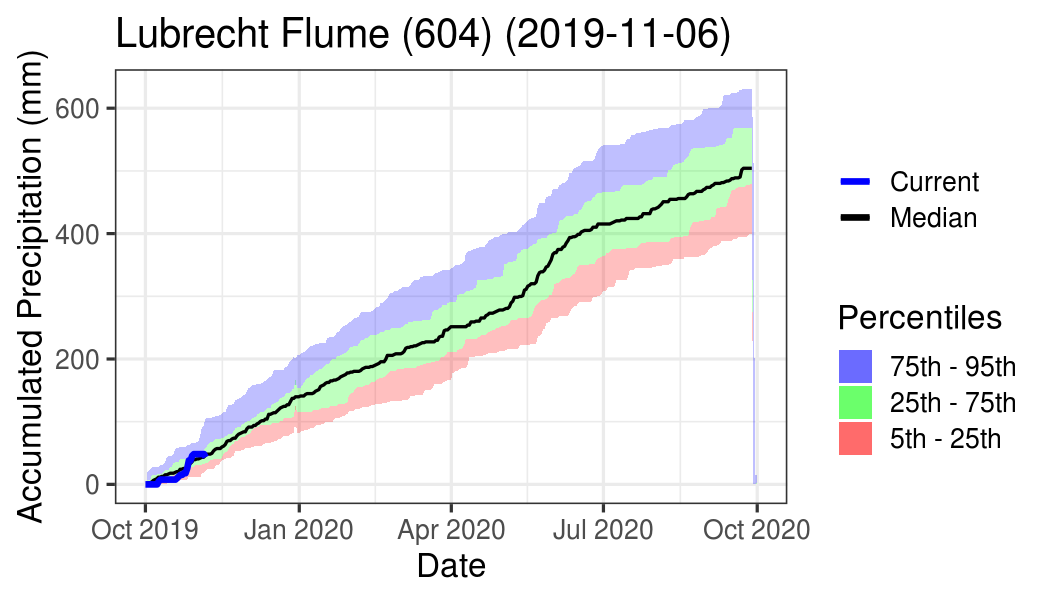 Lubrecht Flume (604) (2019-11-06)
Accumulated Precipitation (mm)
600
400
200
0
Oct 2019
Jan 2020
Apr 2020
Jul 2020
Oct 2020
Date
Current
Median
Percentiles
75th - 95th
25th - 75th
5th - 25th